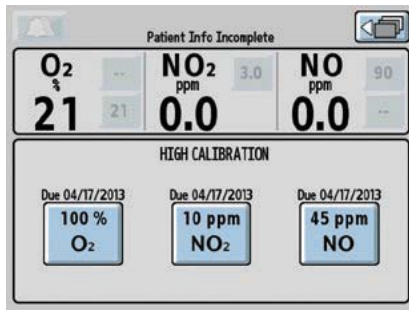 Patient Info Incomplete
O2 % -- 21 21
NO2 ppm 3.0 0.0
NO ppm 90 0.0 --
HIGH CALIBRATION
Due 04/17/2013 Due 04/17/2013 Due 04/17/2013
100 % 10 ppm 45 ppm
O2 NO2 NO